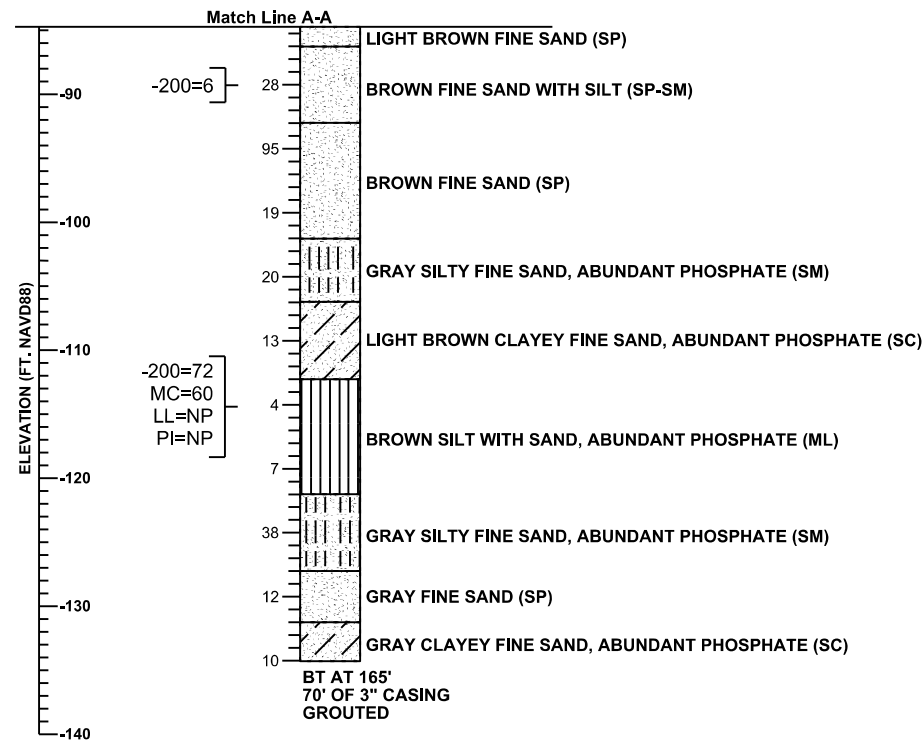 Match Line A-A
LIGHT BROWN FINE SAND (SP)
-90
-200=6
28
BROWN FINE SAND WITH SILT (SP-SM)
95
BROWN FINE SAND (SP)
19
-100
20
GRAY SILTY FINE SAND, ABUNDANT PHOSPHATE (SM)
13
LIGHT BROWN CLAYEY FINE SAND, ABUNDANT PHOSPHATE (SC)
-110
ELEVATION (FT. NAVD88)
-200=72
MC=60
LL=NP
PI=NP
4
BROWN SILT WITH SAND, ABUNDANT PHOSPHATE (ML)
7
-120
38
GRAY SILTY FINE SAND, ABUNDANT PHOSPHATE (SM)
12
GRAY FINE SAND (SP)
-130
GRAY CLAYEY FINE SAND, ABUNDANT PHOSPHATE (SC)
10
BT AT 165'
70' OF 3" CASING
GROUTED
-140